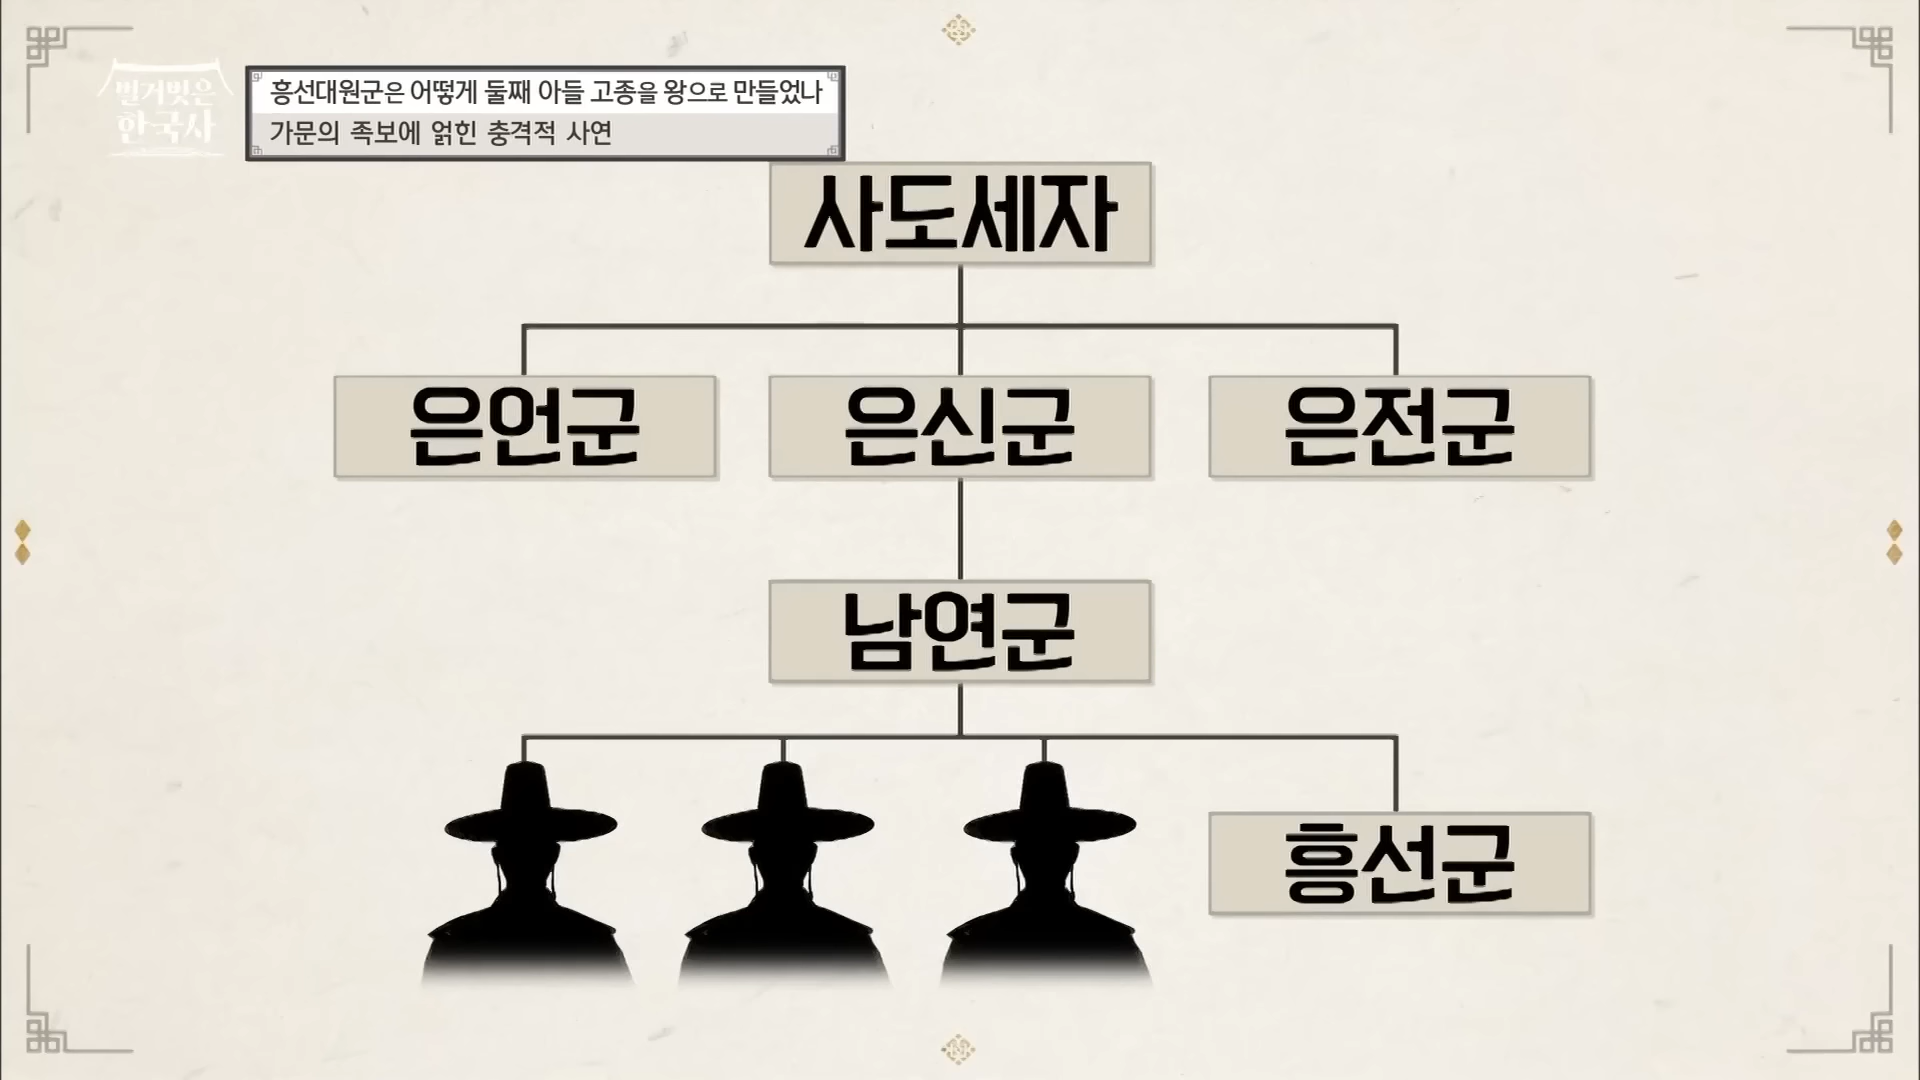 벌거벗은
한국사
흥선대원군은 어떻게 둘째 아들 고종을 왕으로 만들었나
가문의 족보에 얽힌 충격적 사연
사도세자
은언군
은신군
은전군
남연군
흥선군